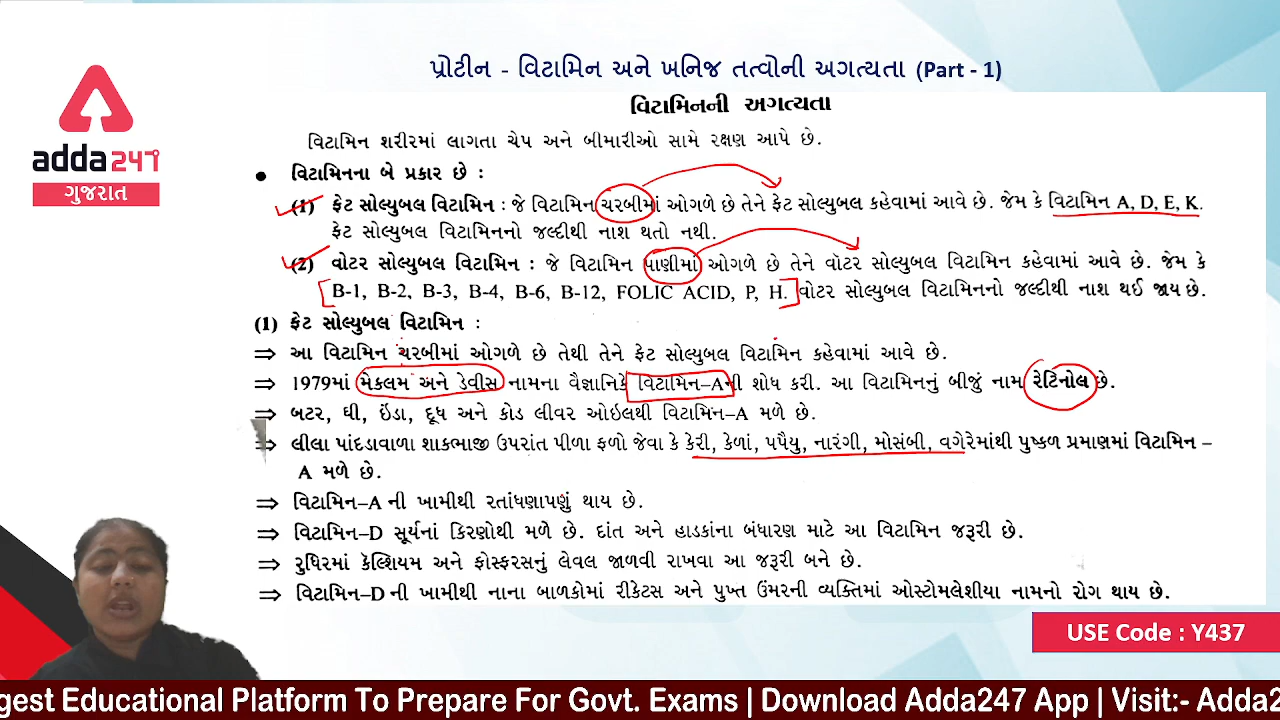 પ્રોટીન - વિટામિન અને ખનિજ તત્વોની અગત્યતા (Part - 1)
વિટામિનની અગત્યતા
adda247
ગુજરાત
વિટામિન શરીરમાં લાગતા ચેપ અને બીમારીઓ સામે રક્ષણ આપે છે.
● વિટામિનના બે પ્રકાર છે :
(1) ફેટ સોલ્યુબલ વિટામિન : જે વિટામિન ચરબીમાં ઓગળે છે તેને ફેટ સોલ્યુબલ કહેવામાં આવે છે. જેમ કે વિટામિન A, D, E, K.
ફેટ સોલ્યુબલ વિટામિનનો જલ્દીથી નાશ થતો નથી.
(2) વોટર સોલ્યુબલ વિટામિન : જે વિટામિન પાણીમાં ઓગળે છે તેને વૉટર સોલ્યુબલ વિટામિન કહેવામાં આવે છે. જેમ કે
B-1, B-2, B-3, B-4, B-6, B-12, FOLIC ACID, P, H. વોટર સોલ્યુબલ વિટામિનનો જલ્દીથી નાશ થઈ જાય છે.
(1) ફેટ સોલ્યુબલ વિટામિન :
⇒ આ વિટામિન ચરબીમાં ઓગળે છે તેથી તેને ફેટ સોલ્યુબલ વિટામિન કહેવામાં આવે છે.
⇒ 1979માં મેકલમ અને ડેવીસ નામના વૈજ્ઞાનિકે વિટામિન–Aની શોધ કરી. આ વિટામિનનું બીજું નામ રેટિનોલ છે.
⇒ બટર, ઘી, ઇંડા, દૂધ અને કોડ લીવર ઓઇલથી વિટામિન–A મળે છે.
⇒ લીલા પાંદડાવાળા શાકભાજી ઉપરાંત પીળા ફળો જેવા કે કેરી, કેળાં, પપૈયુ, નારંગી, મોસંબી, વગેરેમાંથી પુષ્કળ પ્રમાણમાં વિટામિન –
A મળે છે.
⇒ વિટામિન–A ની ખામીથી રતાંધણાપણું થાય છે.
⇒ વિટામિન–D સૂર્યનાં કિરણોથી મળે છે. દાંત અને હાડકાંના બંધારણ માટે આ વિટામિન જરૂરી છે.
⇒ રુધિરમાં કૅલ્શિયમ અને ફોસ્ફરસનું લેવલ જાળવી રાખવા આ જરૂરી બને છે.
⇒ વિટામિન–D ની ખામીથી નાના બાળકોમાં રીકેટસ અને પુખ્ત ઉંમરની વ્યક્તિમાં ઓસ્ટોમલેશીયા નામનો રોગ થાય છે.
USE Code : Y437
gest Educational Platform To Prepare For Govt. Exams | Download Adda247 App | Visit:- Adda2